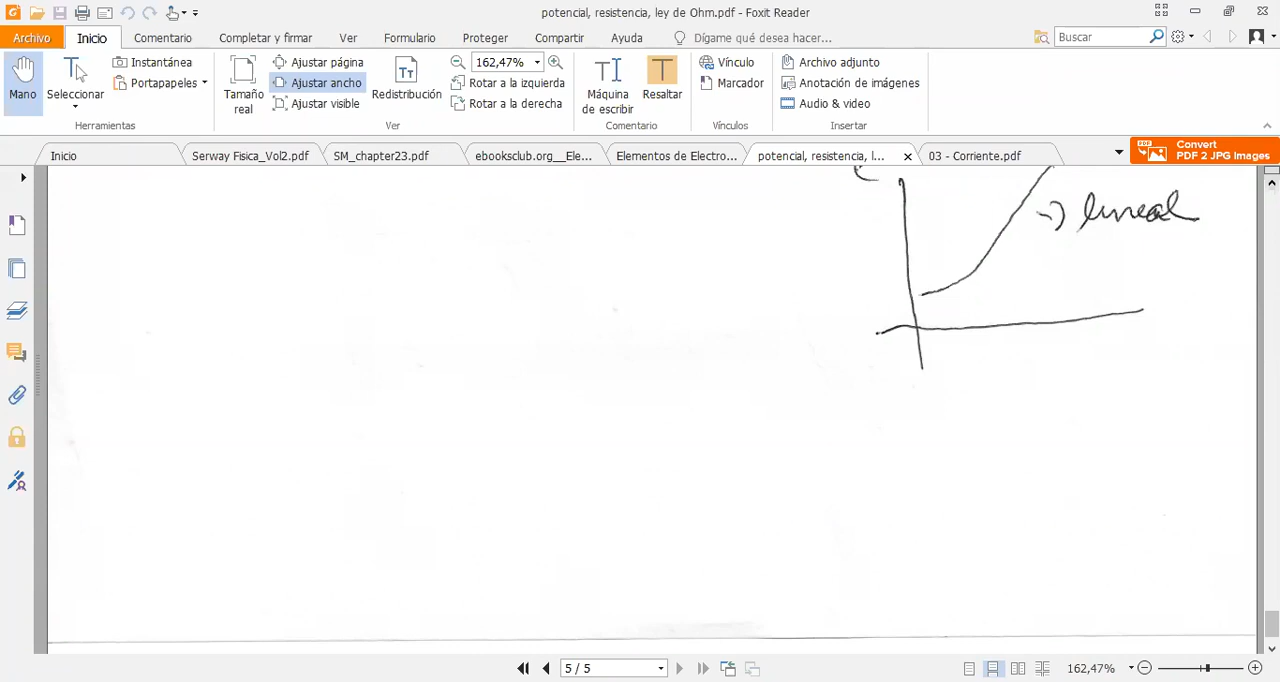 potencial, resistencia, ley de Ohm.pdf - Foxit Reader
Archivo Inicio Comentario Completar y firmar Ver Formulario Proteger Compartir Ayuda Dígame qué desea hacer... Buscar
Mano
Seleccionar
Instantánea
Portapapeles
Herramientas
Tamaño real
Ajustar página
Ajustar ancho
Ajustar visible
Redistribución
162,47%
Rotar a la izquierda
Rotar a la derecha
Ver
Máquina de escribir
Resaltar
Comentario
Vínculo
Marcador
Vínculos
Archivo adjunto
Anotación de imágenes
Audio & video
Insertar
Inicio Serway Fisica_Vol2.pdf SM_chapter23.pdf ebooksclub.org__Ele... Elementos de Electro... potencial, resistencia, l... 03 - Corriente.pdf
Convert
PDF 2 JPG Images
PDF
lineal
5 / 5 162,47%